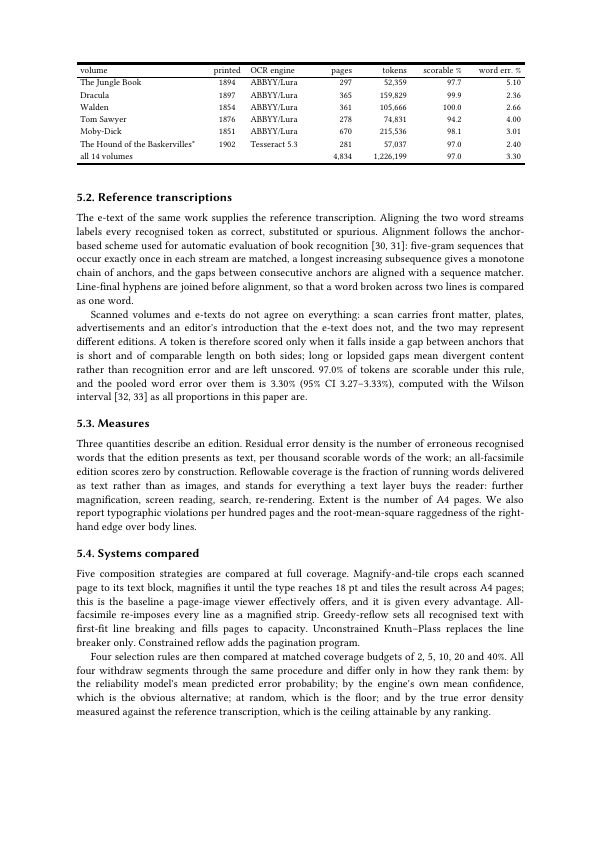 volume printed OCR engine pages tokens scorable % word err. %
The Jungle Book 1894 ABBYY/Lura 297 52,359 97.7 5.10
Dracula 1897 ABBYY/Lura 365 159,829 99.9 2.36
Walden 1854 ABBYY/Lura 361 105,666 100.0 2.66
Tom Sawyer 1876 ABBYY/Lura 278 74,831 94.2 4.00
Moby-Dick 1851 ABBYY/Lura 670 215,536 98.1 3.01
The Hound of the Baskervilles* 1902 Tesseract 5.3 281 57,037 97.0 2.40
all 14 volumes 4,834 1,226,199 97.0 3.30
5.2. Reference transcriptions
The e-text of the same work supplies the reference transcription. Aligning the two word streams
labels every recognised token as correct, substituted or spurious. Alignment follows the anchor-
based scheme used for automatic evaluation of book recognition [30, 31]: five-gram sequences that
occur exactly once in each stream are matched, a longest increasing subsequence gives a monotone
chain of anchors, and the gaps between consecutive anchors are aligned with a sequence matcher.
Line-final hyphens are joined before alignment, so that a word broken across two lines is compared
as one word.
Scanned volumes and e-texts do not agree on everything: a scan carries front matter, plates,
advertisements and an editor's introduction that the e-text does not, and the two may represent
different editions. A token is therefore scored only when it falls inside a gap between anchors that
is short and of comparable length on both sides; long or lopsided gaps mean divergent content
rather than recognition error and are left unscored. 97.0% of tokens are scorable under this rule,
and the pooled word error over them is 3.30% (95% CI 3.27–3.33%), computed with the Wilson
interval [32, 33] as all proportions in this paper are.
5.3. Measures
Three quantities describe an edition. Residual error density is the number of erroneous recognised
words that the edition presents as text, per thousand scorable words of the work; an all-facsimile
edition scores zero by construction. Reflowable coverage is the fraction of running words delivered
as text rather than as images, and stands for everything a text layer buys the reader: further
magnification, screen reading, search, re-rendering. Extent is the number of A4 pages. We also
report typographic violations per hundred pages and the root-mean-square raggedness of the right-
hand edge over body lines.
5.4. Systems compared
Five composition strategies are compared at full coverage. Magnify-and-tile crops each scanned
page to its text block, magnifies it until the type reaches 18 pt and tiles the result across A4 pages;
this is the baseline a page-image viewer effectively offers, and it is given every advantage. All-
facsimile re-imposes every line as a magnified strip. Greedy-reflow sets all recognised text with
first-fit line breaking and fills pages to capacity. Unconstrained Knuth–Plass replaces the line
breaker only. Constrained reflow adds the pagination program.
Four selection rules are then compared at matched coverage budgets of 2, 5, 10, 20 and 40%. All
four withdraw segments through the same procedure and differ only in how they rank them: by
the reliability model's mean predicted error probability; by the engine's own mean confidence,
which is the obvious alternative; at random, which is the floor; and by the true error density
measured against the reference transcription, which is the ceiling attainable by any ranking.